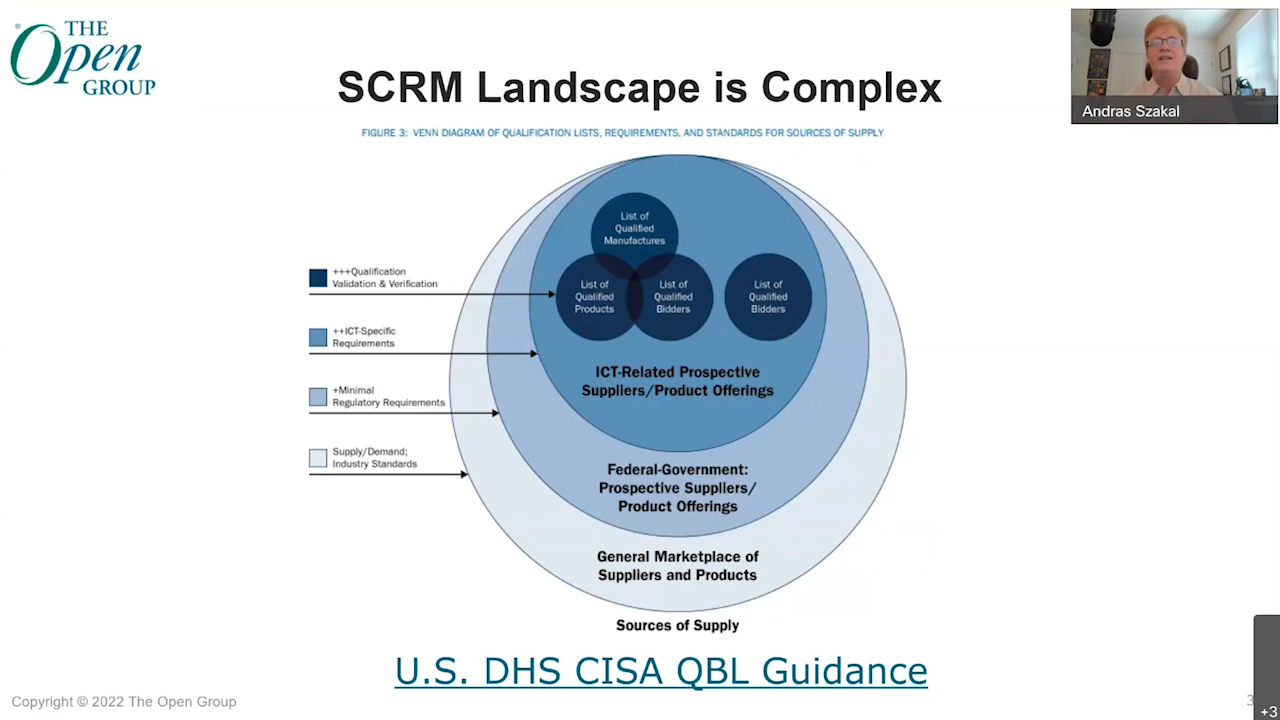 THE
Open
GROUP
®
SCRM Landscape is Complex
Andras Szakal
FIGURE 3: VENN DIAGRAM OF QUALIFICATION LISTS, REQUIREMENTS, AND STANDARDS FOR SOURCES OF SUPPLY
List of
Qualified
Manufactures
+++Qualification
Validation & Verification
List of
Qualified
Products
List of
Qualified
Bidders
List of
Qualified
Bidders
++ICT-Specific
Requirements
ICT-Related Prospective
Suppliers/Product Offerings
+Minimal
Regulatory Requirements
Supply/Demand;
Industry Standards
Federal-Government:
Prospective Suppliers/
Product Offerings
General Marketplace of
Suppliers and Products
Sources of Supply
U.S. DHS CISA QBL Guidance
Copyright © 2022 The Open Group
3
+3